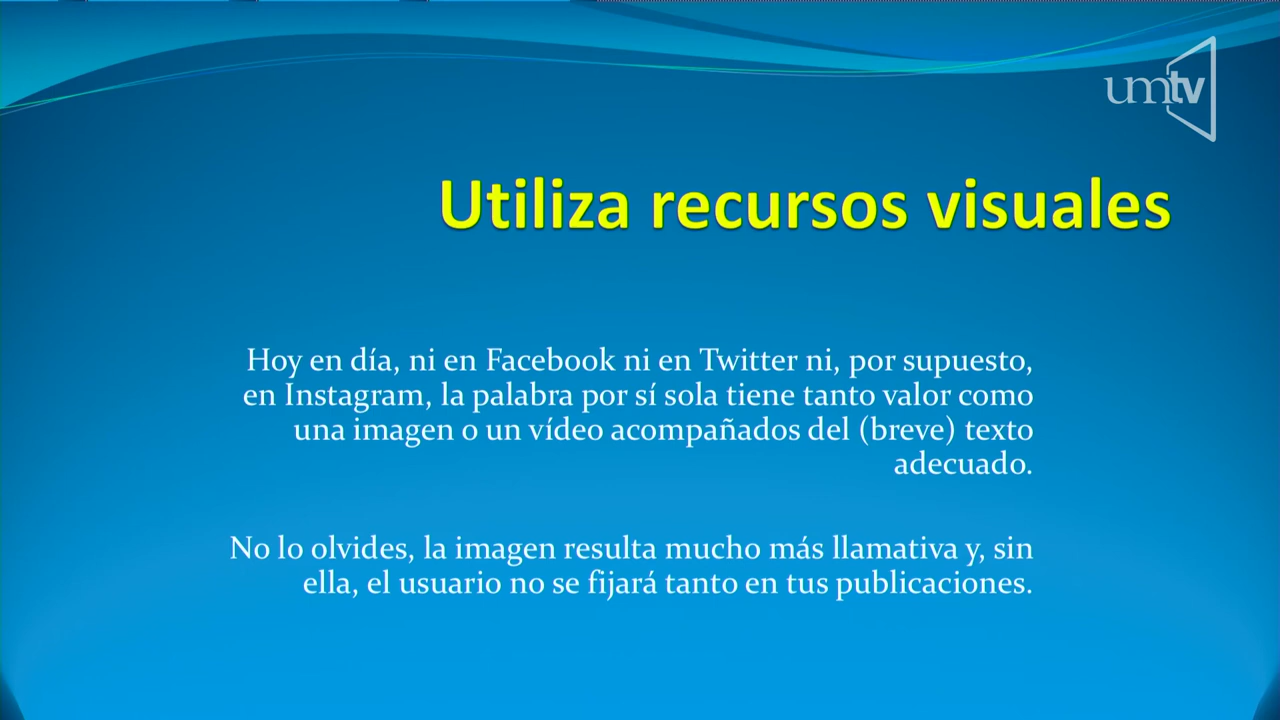 umtv
Utiliza recursos visuales
Hoy en día, ni en Facebook ni en Twitter ni, por supuesto,
en Instagram, la palabra por sí sola tiene tanto valor como
una imagen o un vídeo acompañados del (breve) texto
adecuado.
No lo olvides, la imagen resulta mucho más llamativa y, sin
ella, el usuario no se fijará tanto en tus publicaciones.